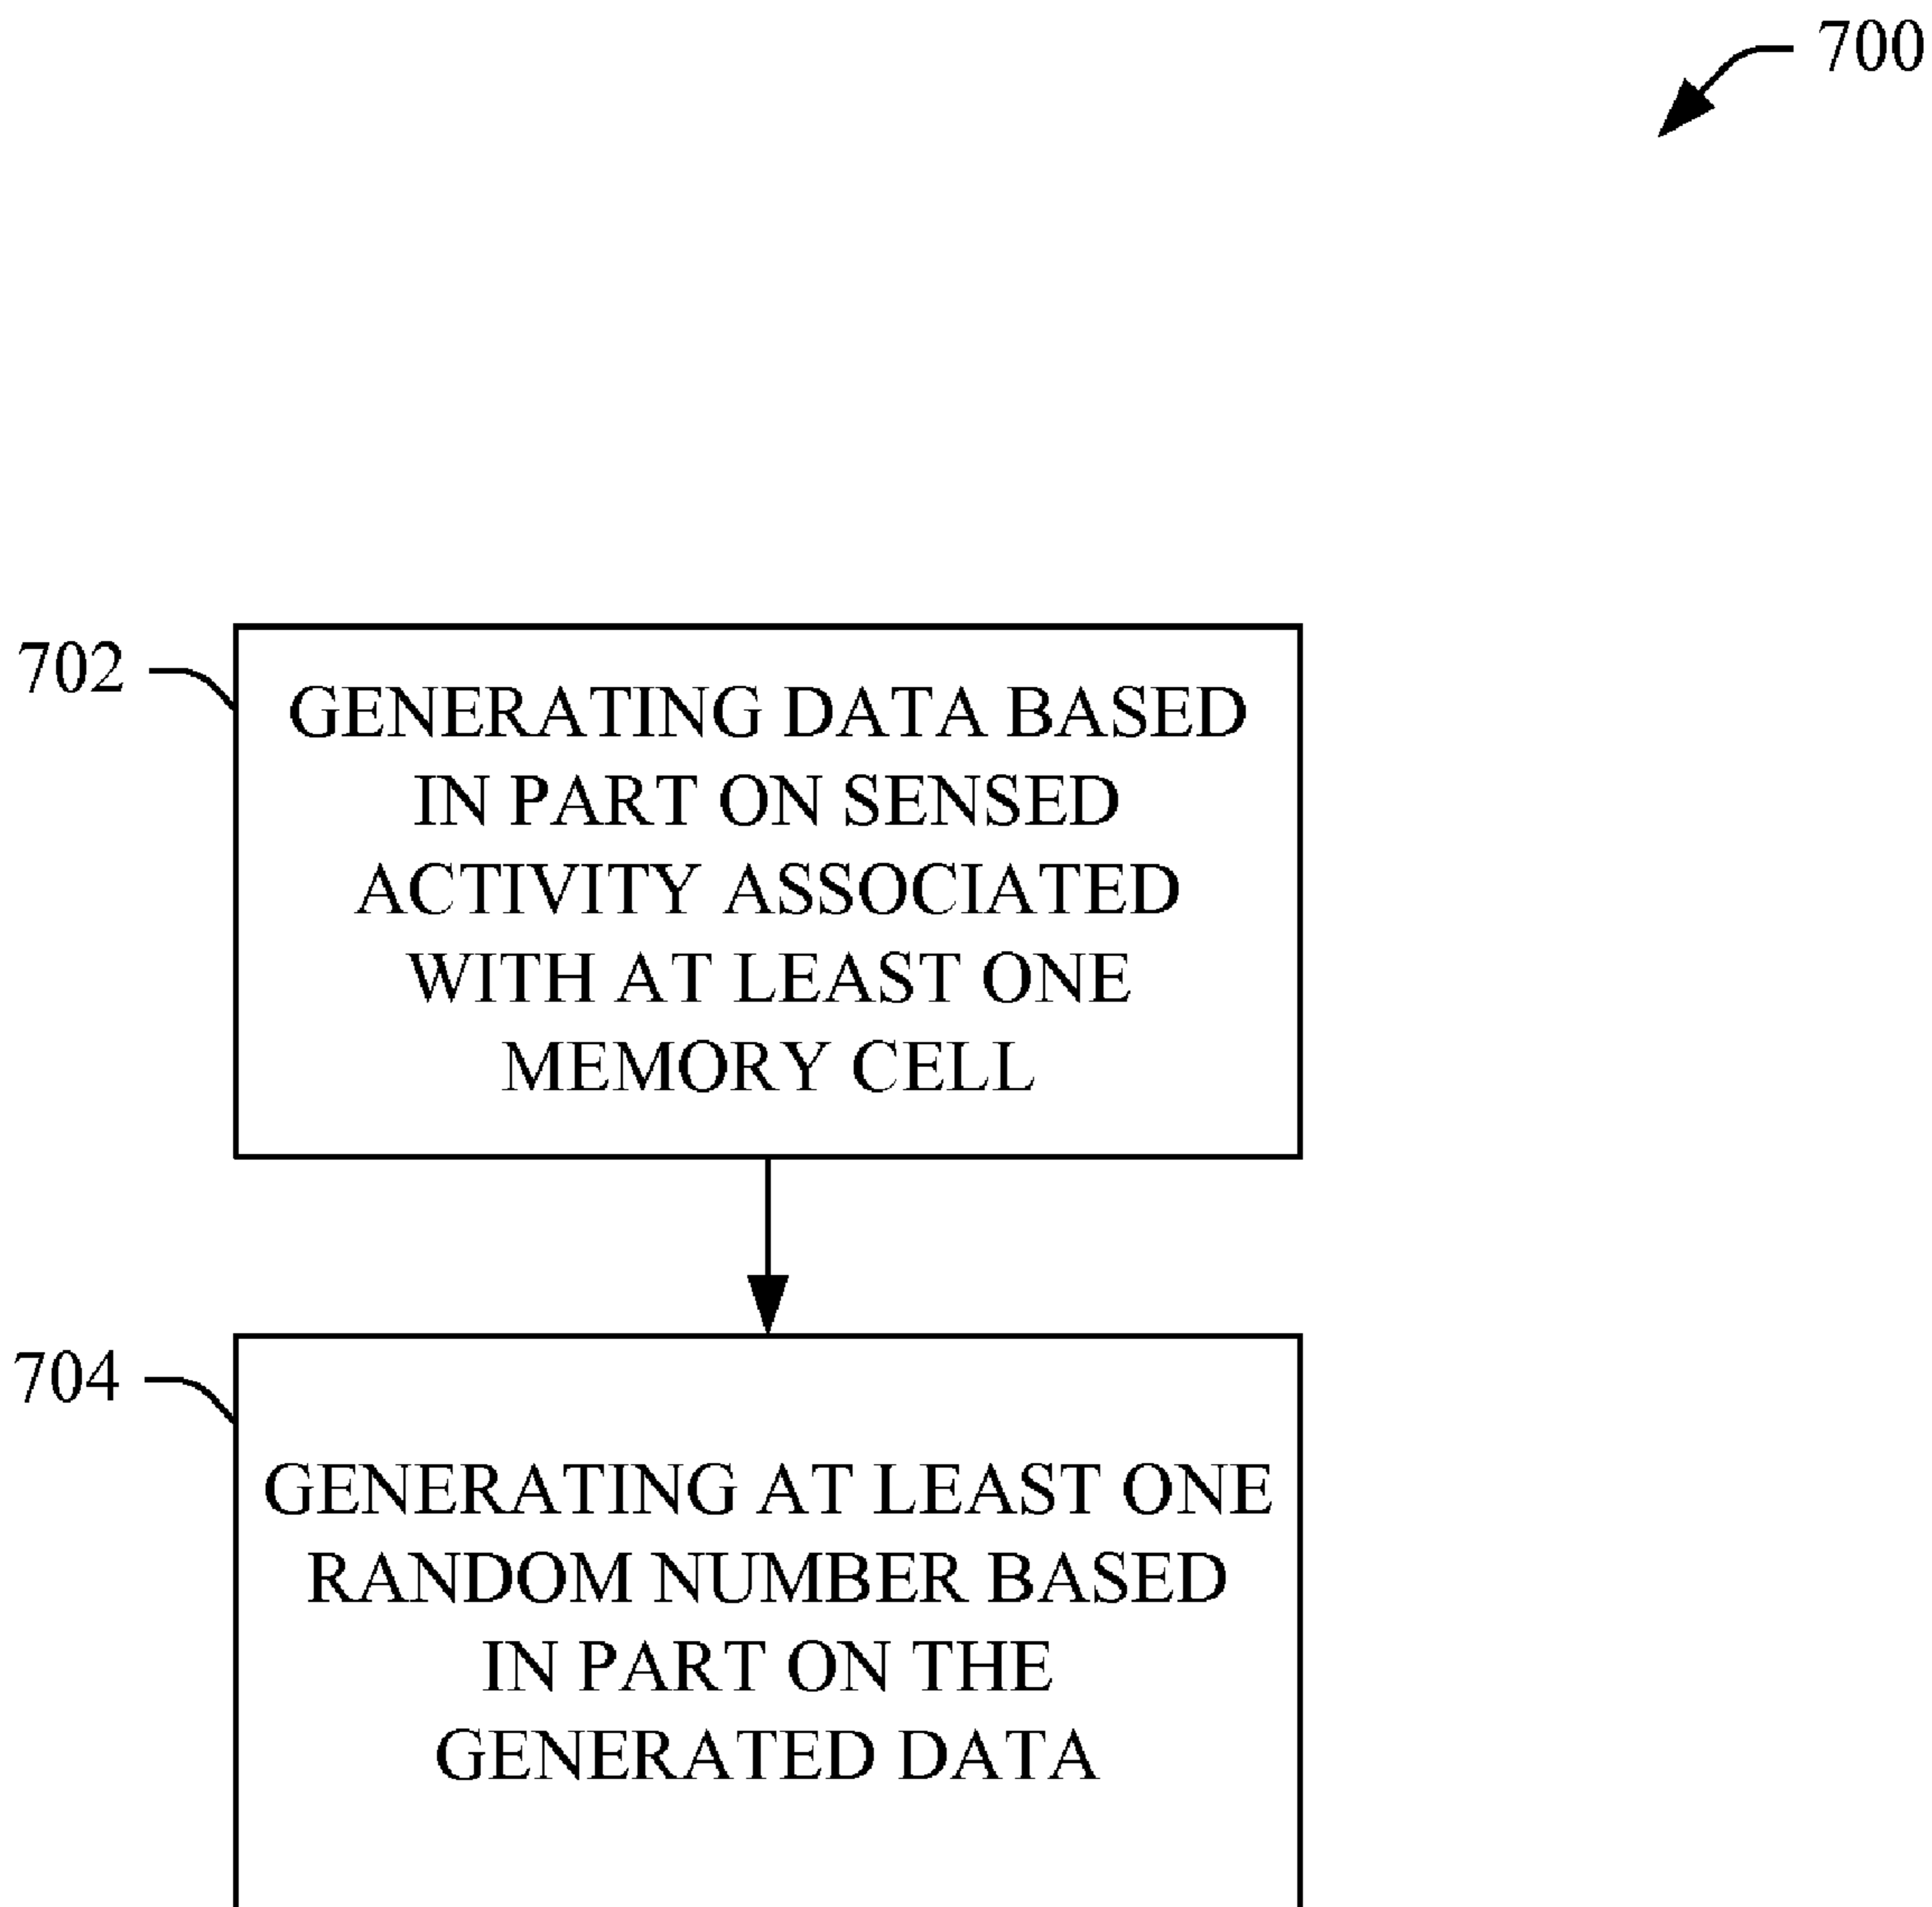 700
702
GENERATING DATA BASED
IN PART ON SENSED
ACTIVITY ASSOCIATED
WITH AT LEAST ONE
MEMORY CELL
704
GENERATING AT LEAST ONE
RANDOM NUMBER BASED
IN PART ON THE
GENERATED DATA